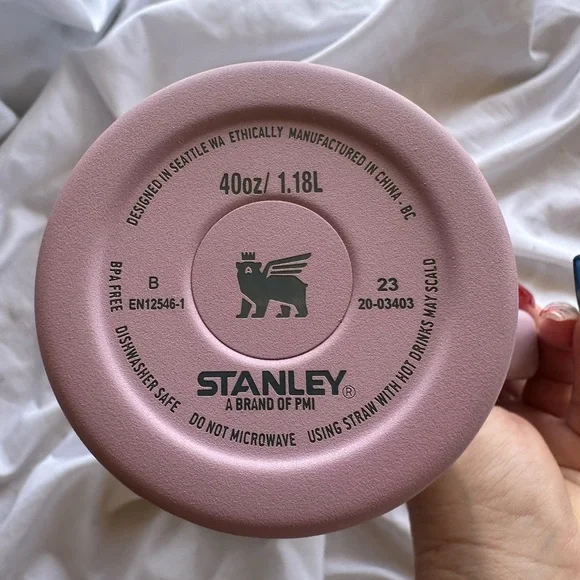 DESIGNED IN SEATTLE WA ETHICALLY MANUFACTURED IN CHINA - BC
40oz/ 1.18L
B
EN12546-1
23
20-03403
STANLEY®
A BRAND OF PMI
BPA FREE DISHWASHER SAFE DO NOT MICROWAVE USING STRAW WITH HOT DRINKS MAY SCALD